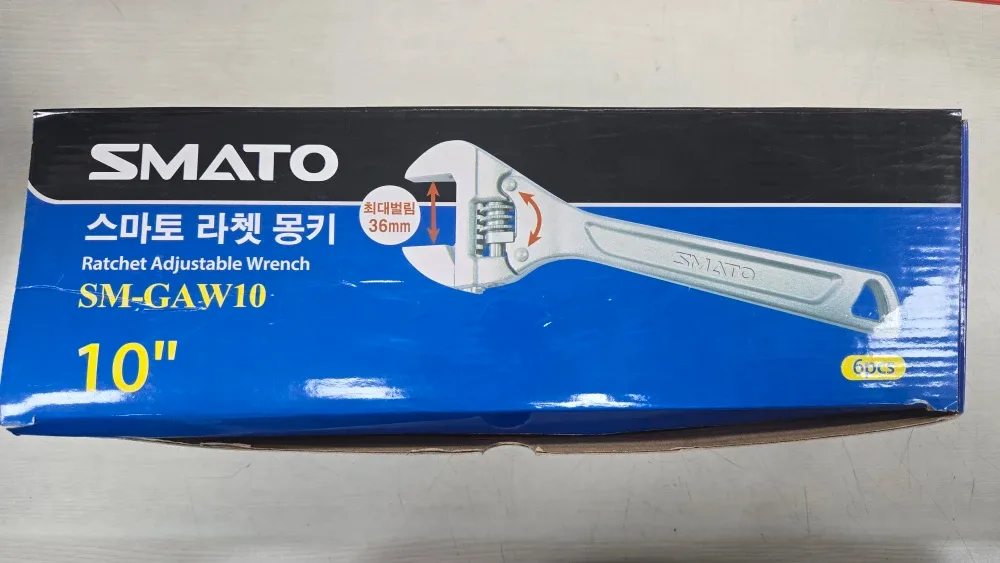 SMATO
스마토 라쳇 몽키
Ratchet Adjustable Wrench
SM-GAW10
10"
최대벌림
36mm
SMATO
6pcs